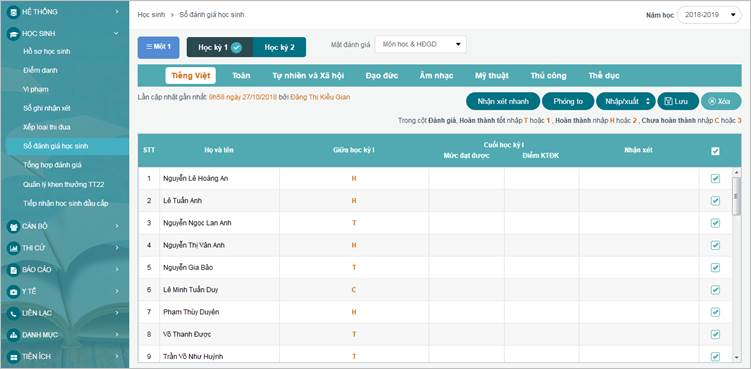 HỆ THỐNG
HỌC SINH
Hồ sơ học sinh
Điểm danh
Vi phạm
Sổ ghi nhận xét
Xếp loại thi đua
Sổ đánh giá học sinh
Tổng hợp đánh giá
Quản lý khen thưởng TT22
Tiếp nhận học sinh đầu cấp
CÁN BỘ
THI CỬ
BÁO CÁO
Y TẾ
LIÊN LẠC
DANH MỤC
TIỆN ÍCH
Học sinh > Sổ đánh giá học sinh
Năm học 2018-2019
Một 1 Học kỳ 1 Học kỳ 2 Mặt đánh giá Môn học & HĐGD
Tiếng Việt Toán Tự nhiên và Xã hội Đạo đức Âm nhạc Mỹ thuật Thủ công Thể dục
Lần cập nhật gần nhất: 9h58 ngày 27/10/2018 bởi Đặng Thị Kiều Gian
Nhận xét nhanh Phóng to Nhập/xuất Lưu Xóa
Trong cột Đánh giá, Hoàn thành tốt nhập T hoặc 1 , Hoàn thành nhập H hoặc 2 , Chưa hoàn thành nhập C hoặc 3
STT Họ và tên Giữa học kỳ I Cuối học kỳ I Nhận xét
Mức đạt được Điểm KTĐK
1 Nguyễn Lê Hoàng An H
2 Lê Tuấn Anh H
3 Nguyễn Ngọc Lan Anh T
4 Nguyễn Thị Vân Anh H
5 Nguyễn Gia Bảo T
6 Lê Minh Tuấn Duy C
7 Phạm Thùy Duyên H
8 Võ Thanh Được T
9 Trần Võ Như Huỳnh T